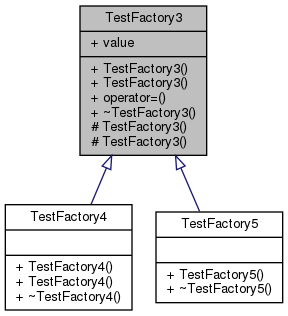 TestFactory3
+ value
+ TestFactory3()
+ TestFactory3()
+ operator=()
+ ~TestFactory3()
# TestFactory3()
# TestFactory3()
TestFactory4
+ TestFactory4()
+ TestFactory4()
+ ~TestFactory4()
TestFactory5
+ TestFactory5()
+ ~TestFactory5()